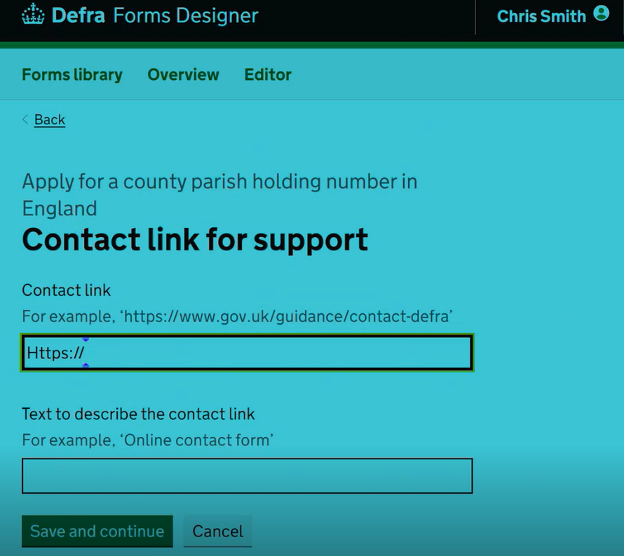 Defra Forms Designer
Chris Smith
Forms library Overview Editor
Back
Apply for a county parish holding number in
England
Contact link for support
Contact link
For example, ‘https://www.gov.uk/guidance/contact-defra’
Https://
Text to describe the contact link
For example, ‘Online contact form’
Save and continue Cancel